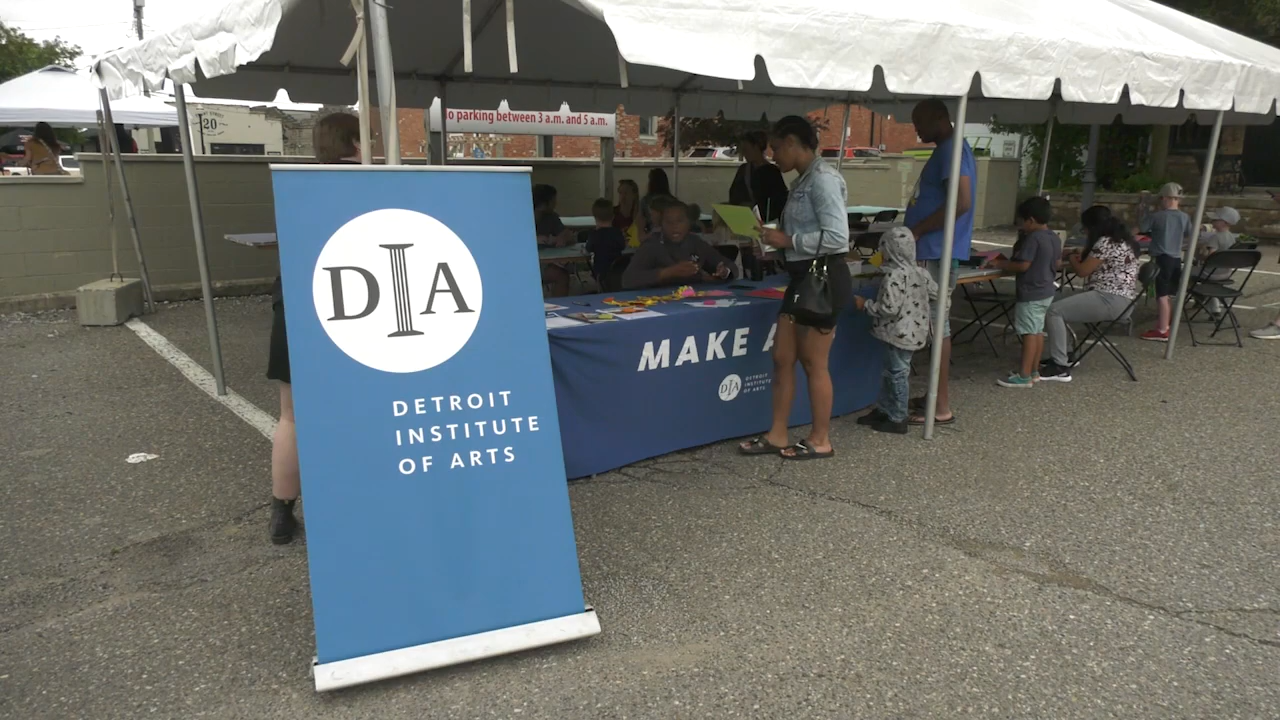 20
o parking between 3 a.m. and 5 a.m.
DIA
DETROIT
INSTITUTE
OF ARTS
MAKE A
DIA
DETROIT
INSTITUTE
OF ARTS